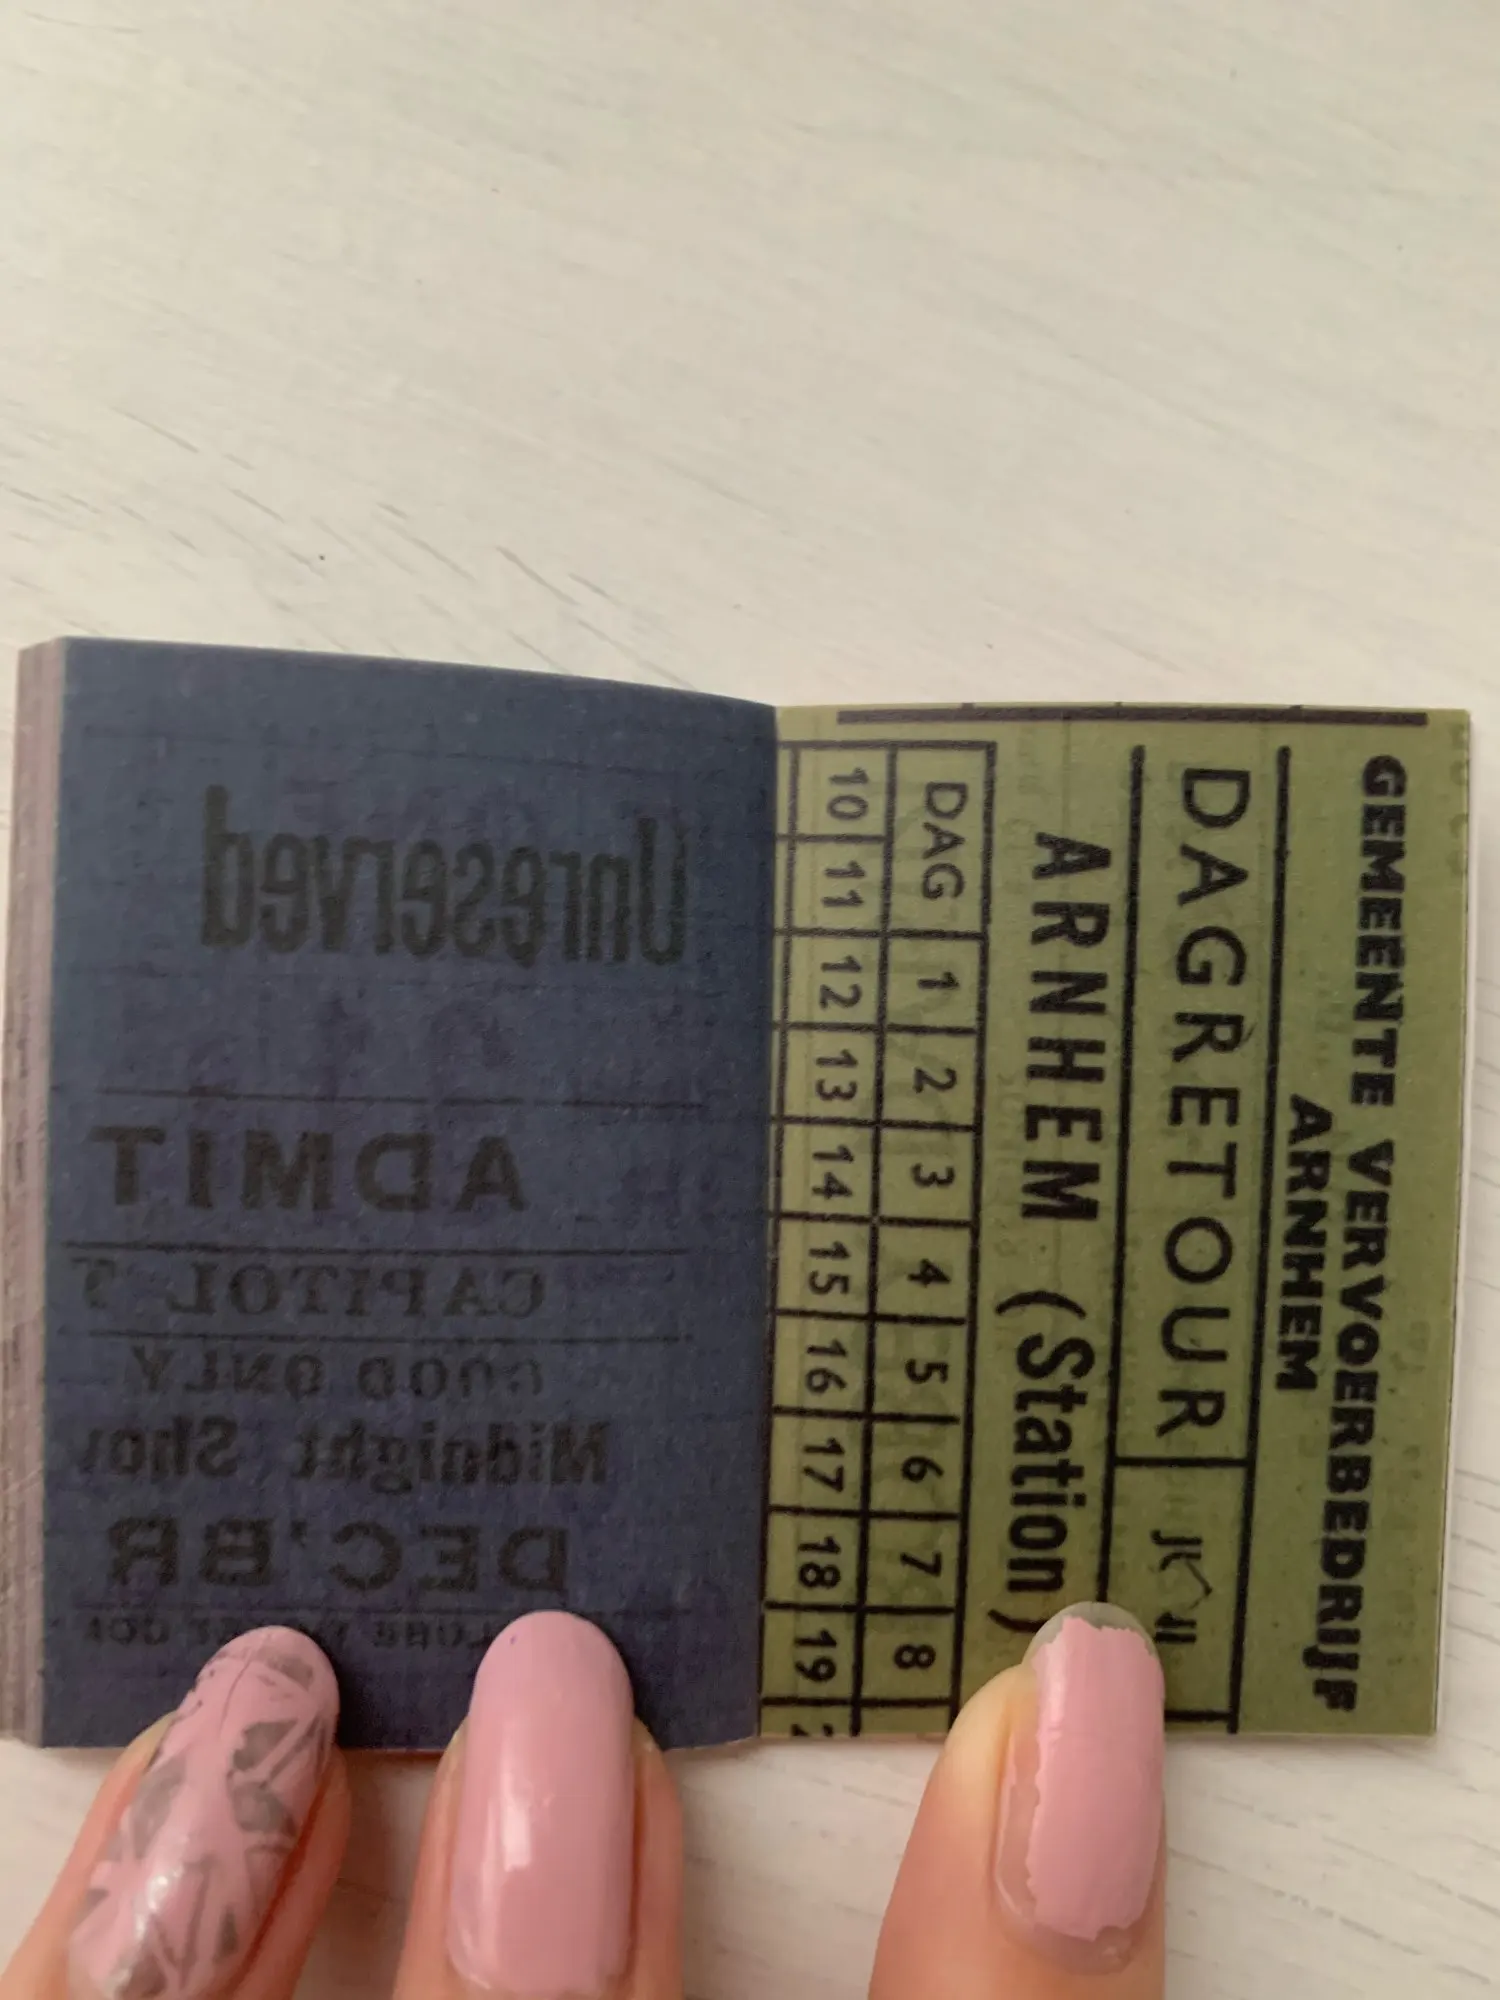 Unreserved
ADMIT
CAPITOL T
GOOD ONLY
Midnight Show
DEC'BR
GEMEENTE VERVOERBEDRIJF
ARNHEM
DAGRETOUR
ARNHEM (Station)
DAG 1 2 3 4 5 6 7 8
10 11 12 13 14 15 16 17 18 19